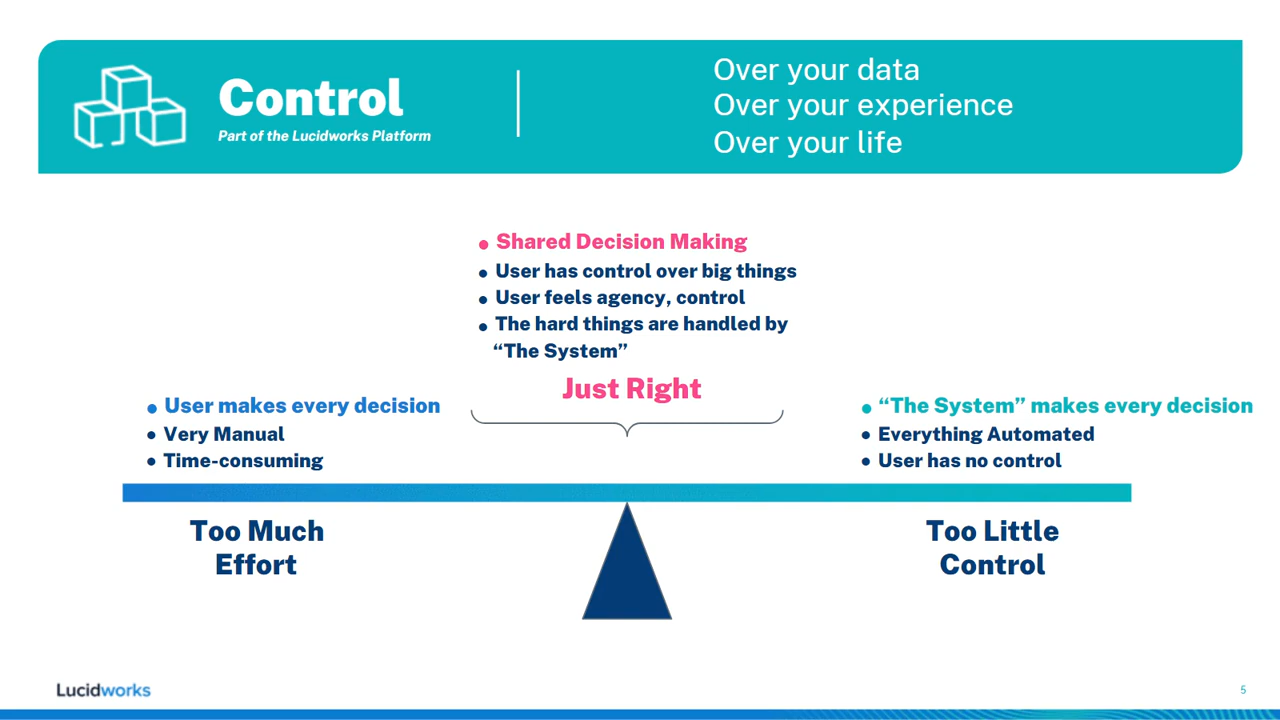 Control
Part of the Lucidworks Platform
Over your data
Over your experience
Over your life
• Shared Decision Making
• User has control over big things
• User feels agency, control
• The hard things are handled by
“The System”
Just Right
• User makes every decision
• Very Manual
• Time-consuming
• “The System” makes every decision
• Everything Automated
• User has no control
Too Much
Effort
Too Little
Control
Lucidworks
5